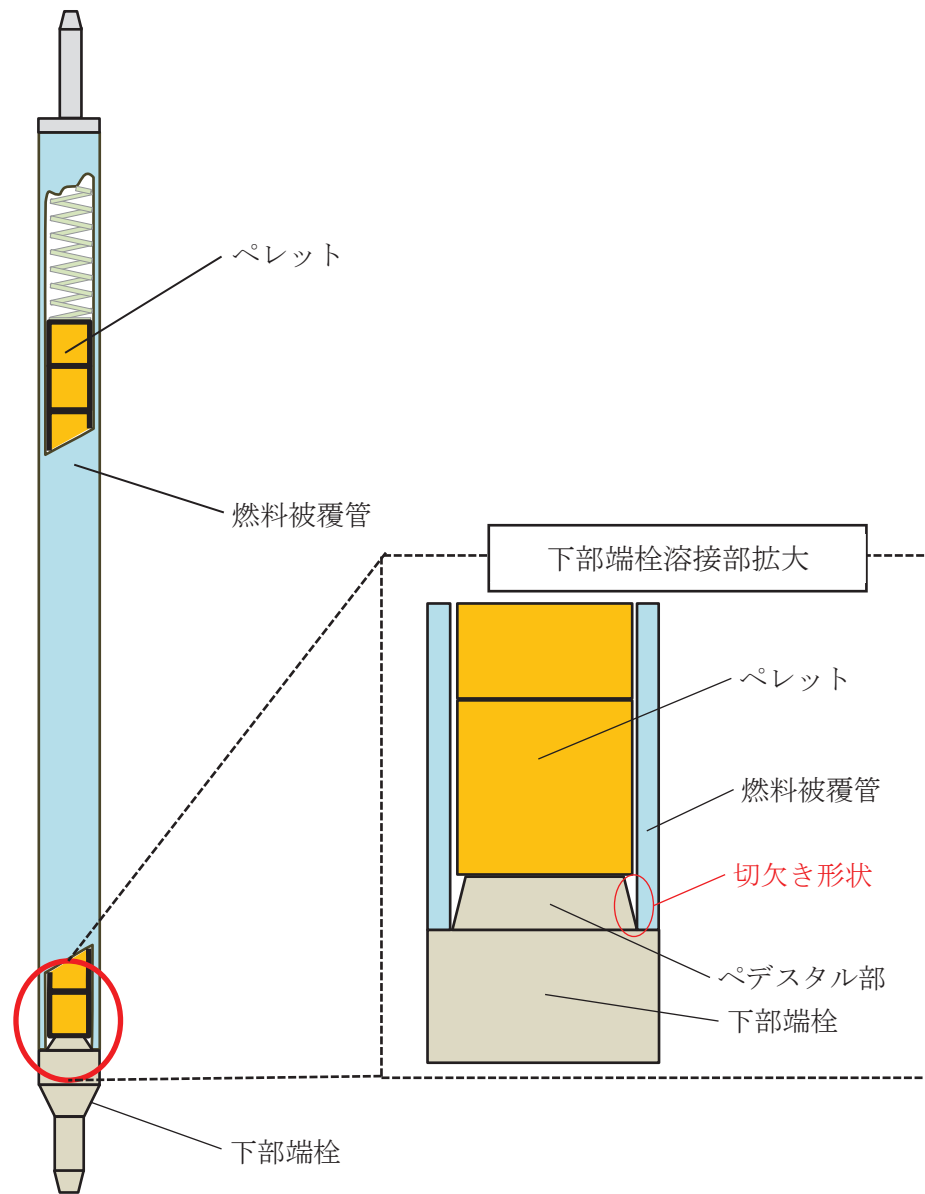 ペレット
燃料被覆管
下部端栓溶接部拡大
ペレット
燃料被覆管
切欠き形状
ペデスタル部
下部端栓
下部端栓